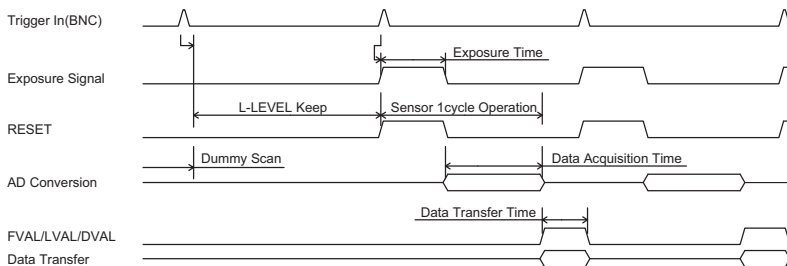 Trigger In(BNC)
Exposure Time
Exposure Signal
L-LEVEL Keep
Sensor 1cycle Operation
RESET
Dummy Scan
Data Acquisition Time
AD Conversion
Data Transfer Time
FVAL/LVAL/DVAL
Data Transfer